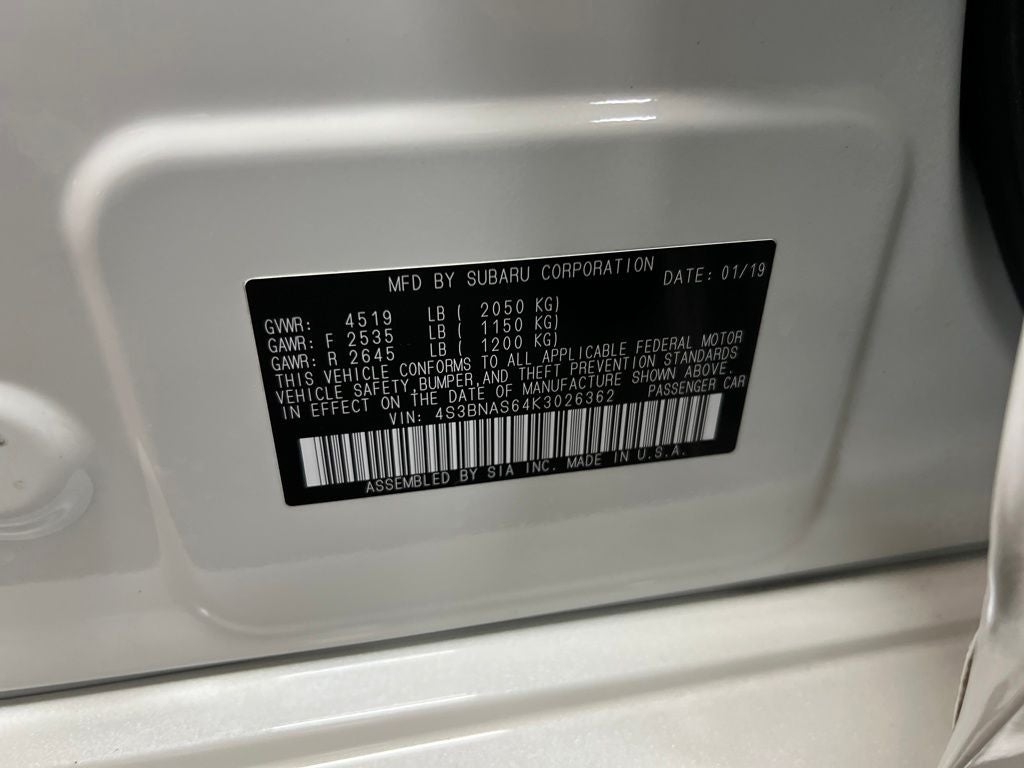 MFD BY SUBARU CORPORATION DATE: 01/19
GVWR: 4519 LB ( 2050 KG)
GAWR: F 2535 LB ( 1150 KG)
GAWR: R 2645 LB ( 1200 KG)
THIS VEHICLE CONFORMS TO ALL APPLICABLE FEDERAL MOTOR
VEHICLE SAFETY,BUMPER,AND THEFT PREVENTION STANDARDS
IN EFFECT ON THE DATE OF MANUFACTURE SHOWN ABOVE.
VIN: 4S3BNAS64K3026362 PASSENGER CAR
ASSEMBLED BY SIA INC. MADE IN U.S.A.